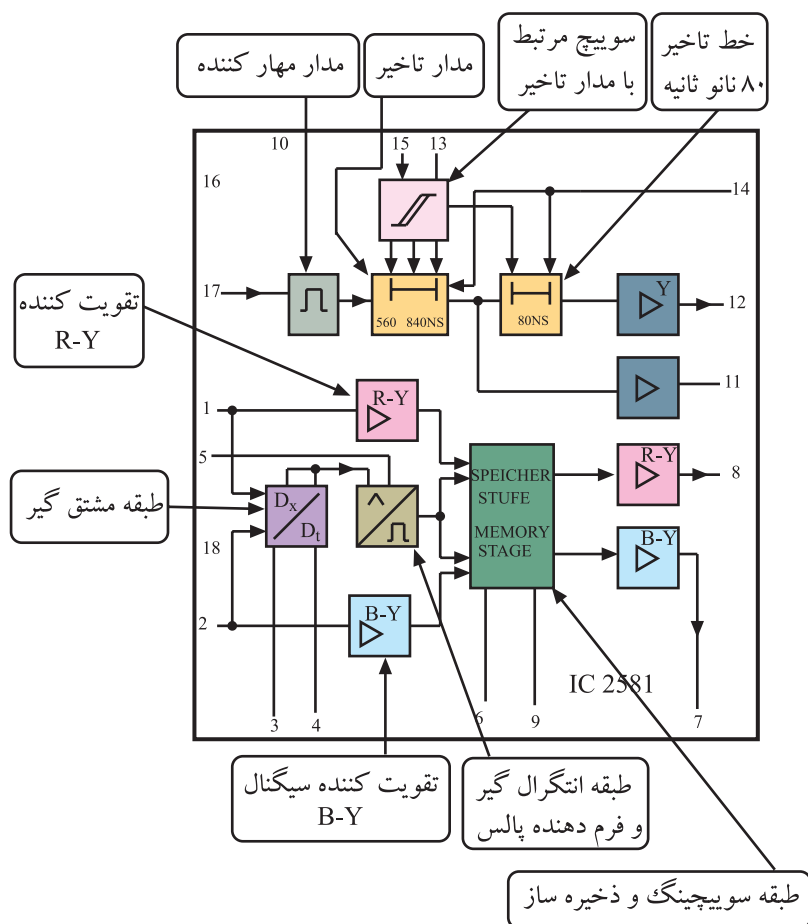 مدار مهار کننده
مدار تاخیر
سوییچ مرتبط
با مدار تاخیر
خط تاخیر
۸۰ نانو ثانیه
10
15
13
16
14
17
560
840NS
80NS
Y
12
11
تقویت کننده
R-Y
1
R-Y
5
SPEICHER
STUFE
MEMORY
STAGE
R-Y
8
طبقه مشتق گیر
Dx
Dt
18
B-Y
2
B-Y
IC 2581
3
4
6
9
7
تقویت کننده سیگنال
B-Y
طبقه انتگرال گیر
و فرم دهنده پالس
طبقه سوییچینگ و ذخیره ساز